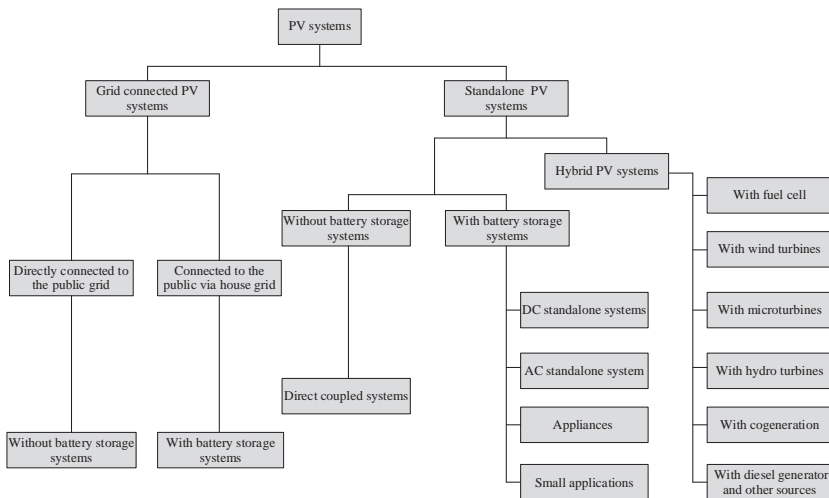 PV systems
Grid connected PV
systems
Standalone PV
systems
Hybrid PV systems
With fuel cell
Without battery storage
systems
With battery storage
systems
With wind turbines
Directly connected to
the public grid
Connected to the
public via house grid
DC standalone systems
With microturbines
AC standalone system
With hydro turbines
Direct coupled systems
Appliances
With cogeneration
Without battery storage
systems
With battery storage
systems
Small applications
With diesel generator
and other sources